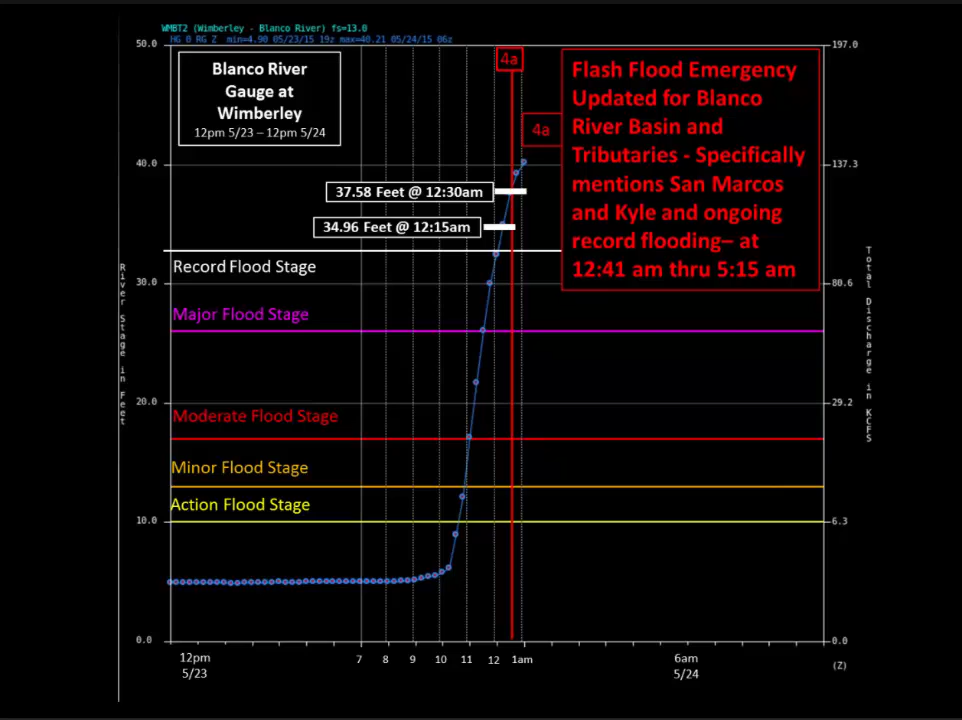 WMBT2 (Wimberley - Blanco River) fs=13.0
HG 0 RG Z min=4.90 05/23/15 19z max=40.21 05/24/15 06z
50.0
197.0
Blanco River
Gauge at
Wimberley
12pm 5/23 – 12pm 5/24
4a
4a
Flash Flood Emergency
Updated for Blanco
River Basin and
Tributaries - Specifically
mentions San Marcos
and Kyle and ongoing
record flooding– at
12:41 am thru 5:15 am
40.0
137.3
37.58 Feet @ 12:30am
34.96 Feet @ 12:15am
Record Flood Stage
30.0
80.6
Major Flood Stage
River Stage in Feet
Total Discharge in KCFS
20.0
29.2
Moderate Flood Stage
Minor Flood Stage
Action Flood Stage
10.0
6.3
0.0
0.0
12pm 7 8 9 10 11 12 1am 6am
5/23 5/24
(Z)